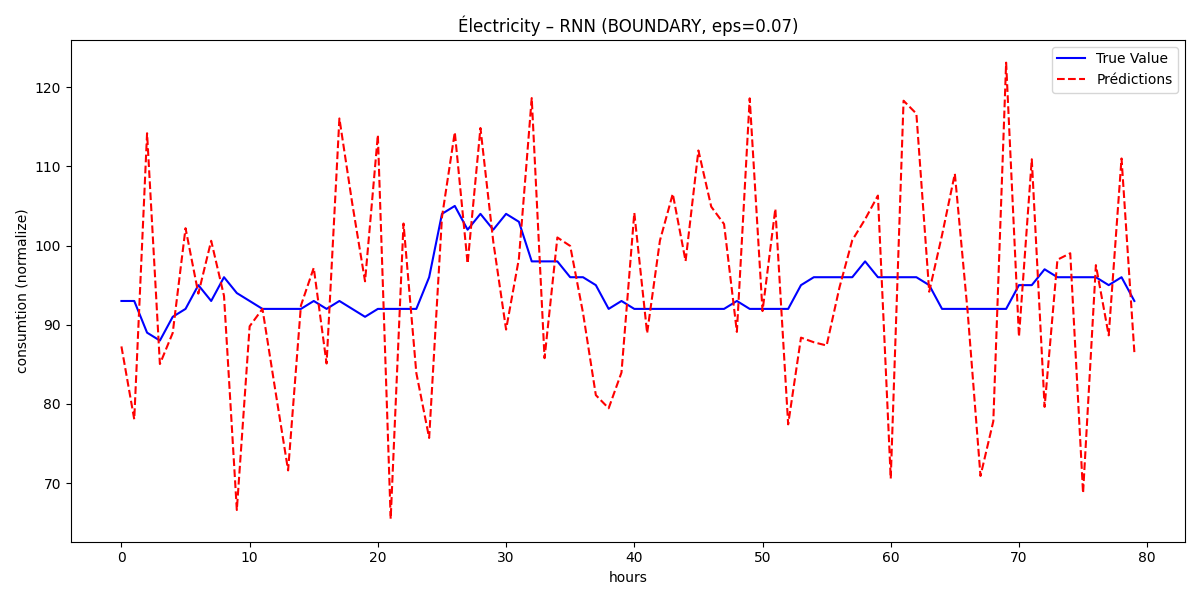 Électricity – RNN (BOUNDARY, eps=0.07)
True Value
Prédictions
consumtion (normalize)
120
110
100
90
80
70
0 10 20 30 40 50 60 70 80
hours